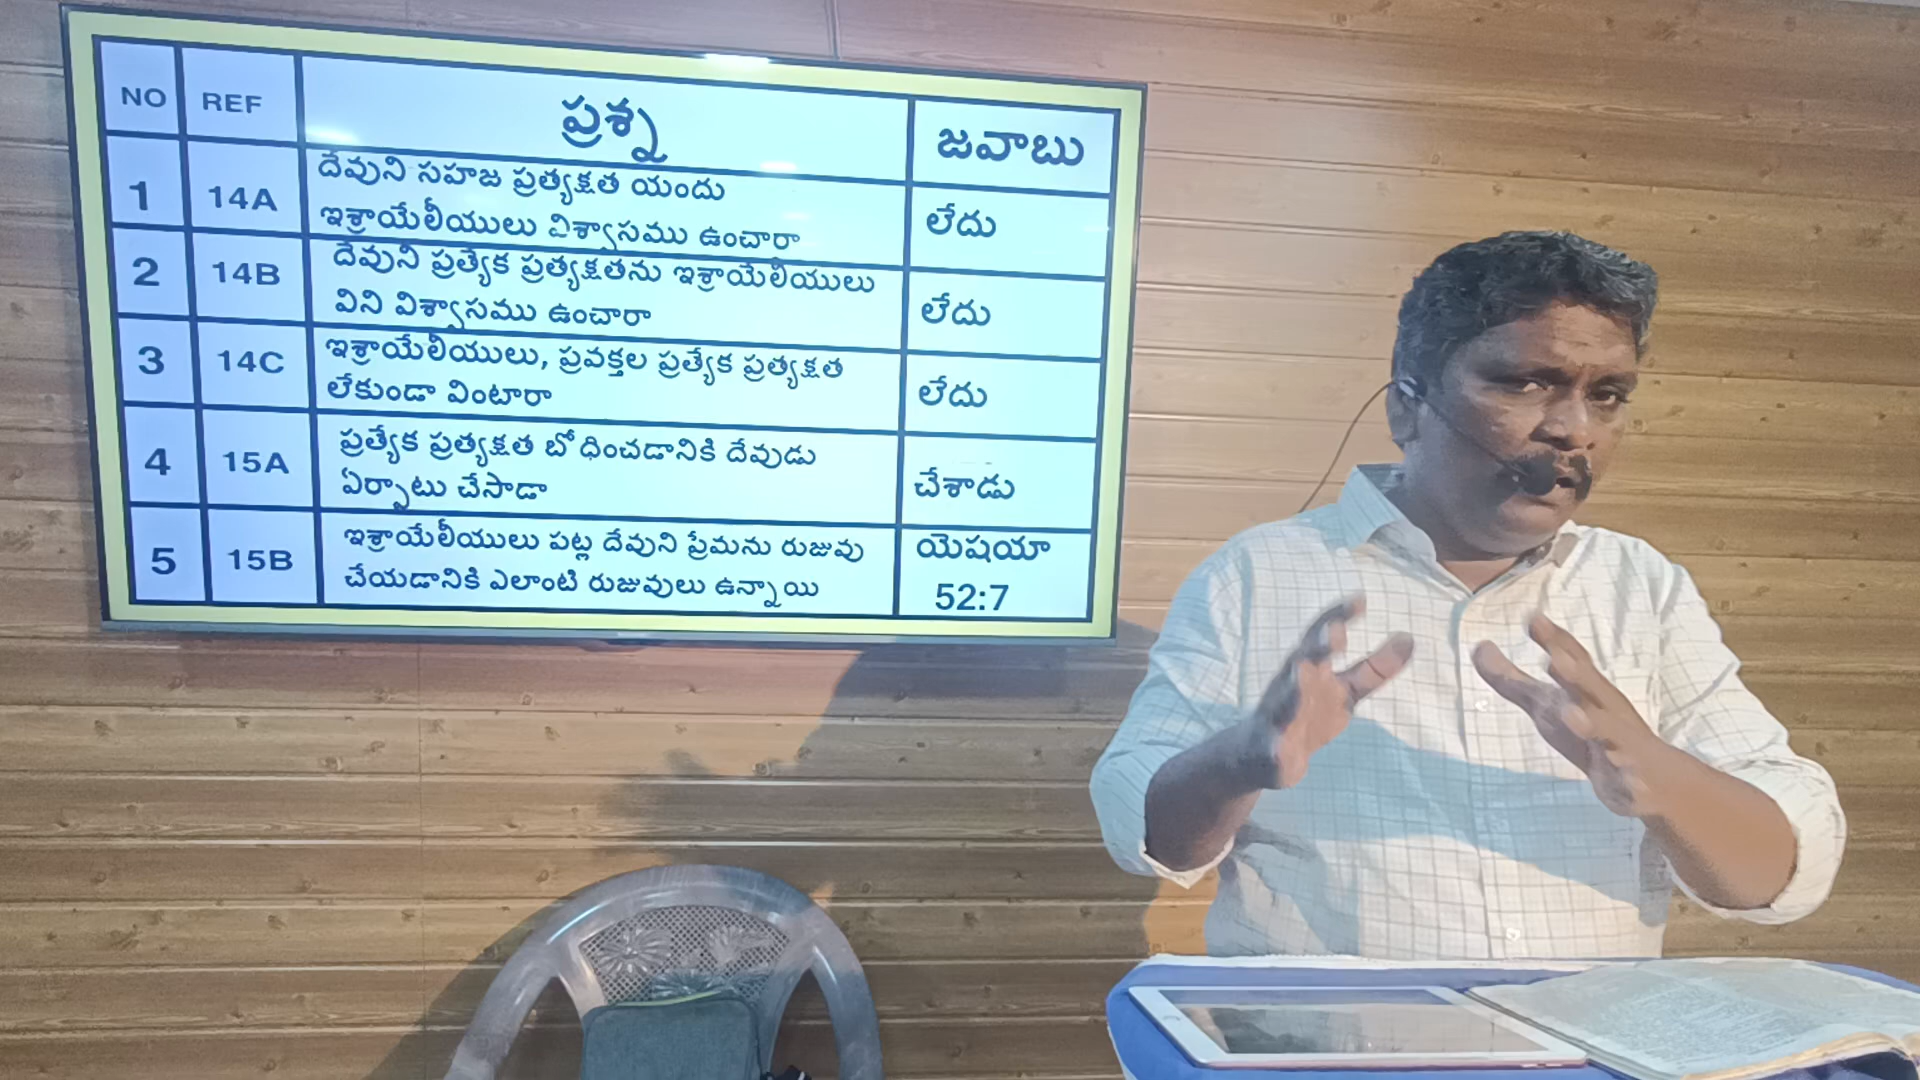 NO REF ప్రశ్న జవాబు
1 14A దేవుని సహజ ప్రత్యక్షత యందు
ఇశ్రాయేలీయులు విశ్వాసము ఉంచారా లేదు
2 14B దేవుని ప్రత్యేక ప్రత్యక్షతను ఇశ్రాయేలీయులు
విని విశ్వాసము ఉంచారా లేదు
3 14C ఇశ్రాయేలీయులు, ప్రవక్తల ప్రత్యేక ప్రత్యక్షత
లేకుండా వింటారా లేదు
4 15A ప్రత్యేక ప్రత్యక్షత బోధించడానికి దేవుడు
ఏర్పాటు చేసాడా చేశాడు
5 15B ఇశ్రాయేలీయులు పట్ల దేవుని ప్రేమను రుజువు
చేయడానికి ఎలాంటి రుజువులు ఉన్నాయి
యెషయా
52:7